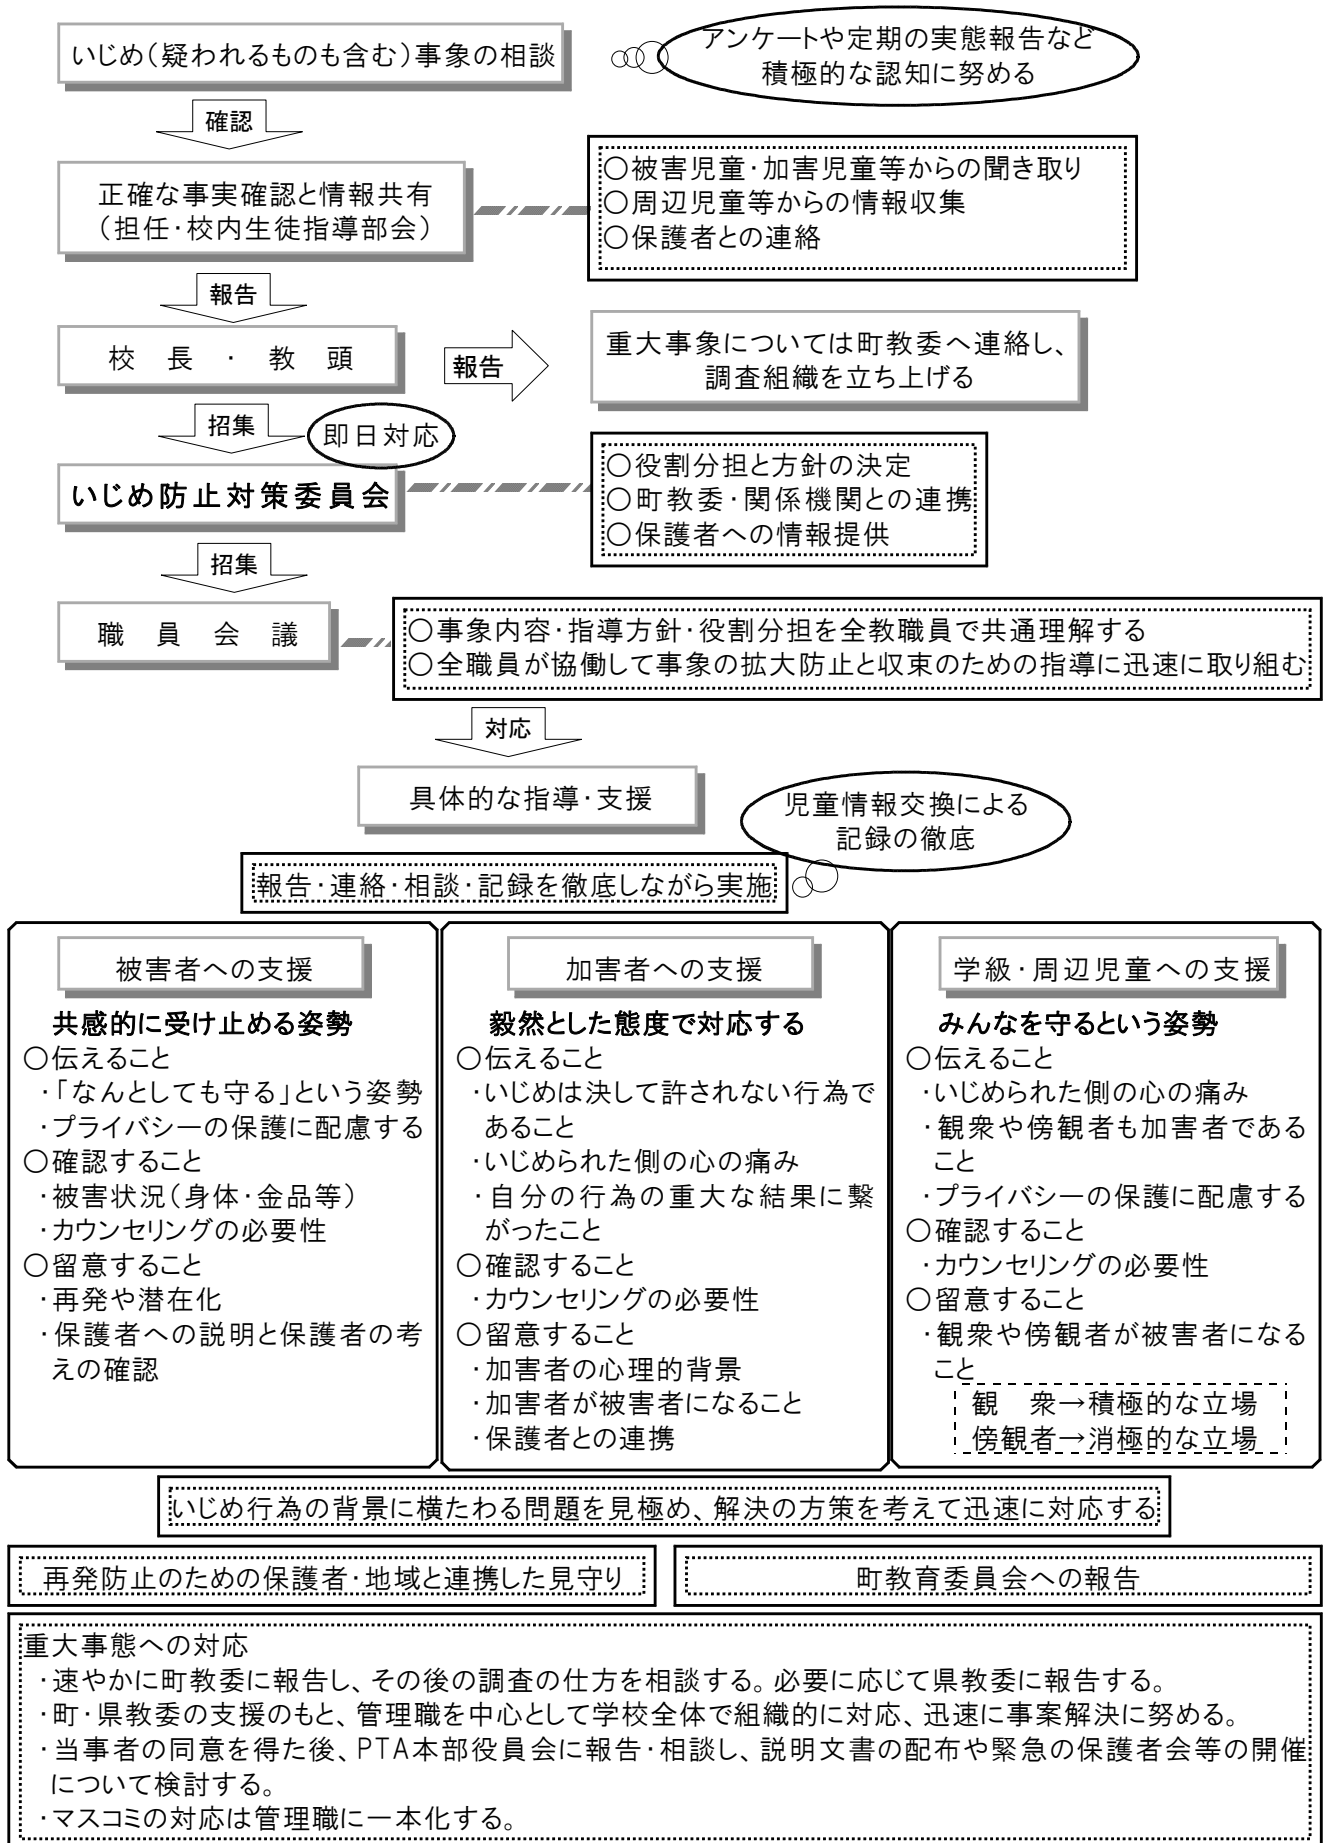 いじめ(疑われるものも含む)事象の相談
アンケートや定期の実態報告など
積極的な認知に努める
確認
正確な事実確認と情報共有
(担任・校内生徒指導部会)
○被害児童・加害児童等からの聞き取り
○周辺児童等からの情報収集
○保護者との連絡
報告
校 長 ・ 教 頭
報告
重大事象については町教委へ連絡し、
調査組織を立ち上げる
招集
即日対応
いじめ防止対策委員会
○役割分担と方針の決定
○町教委・関係機関との連携
○保護者への情報提供
招集
職 員 会 議
○事象内容・指導方針・役割分担を全教職員で共通理解する
○全職員が協働して事象の拡大防止と収束のための指導に迅速に取り組む
対応
具体的な指導・支援
児童情報交換による
記録の徹底
報告・連絡・相談・記録を徹底しながら実施
被害者への支援
共感的に受け止める姿勢
○伝えること
・「なんとしても守る」という姿勢
・プライバシーの保護に配慮する
○確認すること
・被害状況(身体・金品等)
・カウンセリングの必要性
○留意すること
・再発や潜在化
・保護者への説明と保護者の考
えの確認
加害者への支援
毅然とした態度で対応する
○伝えること
・いじめは決して許されない行為で
あること
・いじめられた側の心の痛み
・自分の行為の重大な結果に繋
がったこと
○確認すること
・カウンセリングの必要性
○留意すること
・加害者の心理的背景
・加害者が被害者になること
・保護者との連携
学級・周辺児童への支援
みんなを守るという姿勢
○伝えること
・いじめられた側の心の痛み
・観衆や傍観者も加害者である
こと
・プライバシーの保護に配慮する
○確認すること
・カウンセリングの必要性
○留意すること
・観衆や傍観者が被害者になる
こと
観 衆→積極的な立場
傍観者→消極的な立場
いじめ行為の背景に横たわる問題を見極め、解決の方策を考えて迅速に対応する
再発防止のための保護者・地域と連携した見守り
町教育委員会への報告
重大事態への対応
・速やかに町教委に報告し、その後の調査の仕方を相談する。必要に応じて県教委に報告する。
・町・県教委の支援のもと、管理職を中心として学校全体で組織的に対応、迅速に事案解決に努める。
・当事者の同意を得た後、PTA本部役員会に報告・相談し、説明文書の配布や緊急の保護者会等の開催
について検討する。
・マスコミの対応は管理職に一本化する。